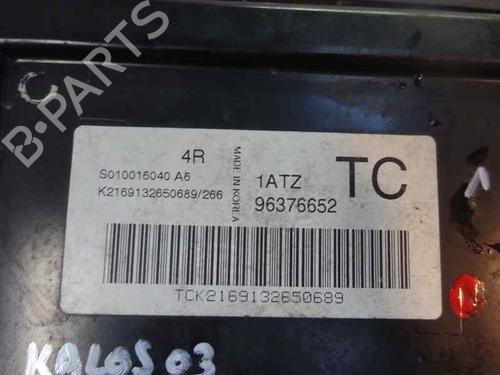 B-PARTS
4R
S010016040 A6
K2169132650689/266
MADE IN KOREA
1ATZ
96376652
TC
TCK2169132650689
KALOS 03